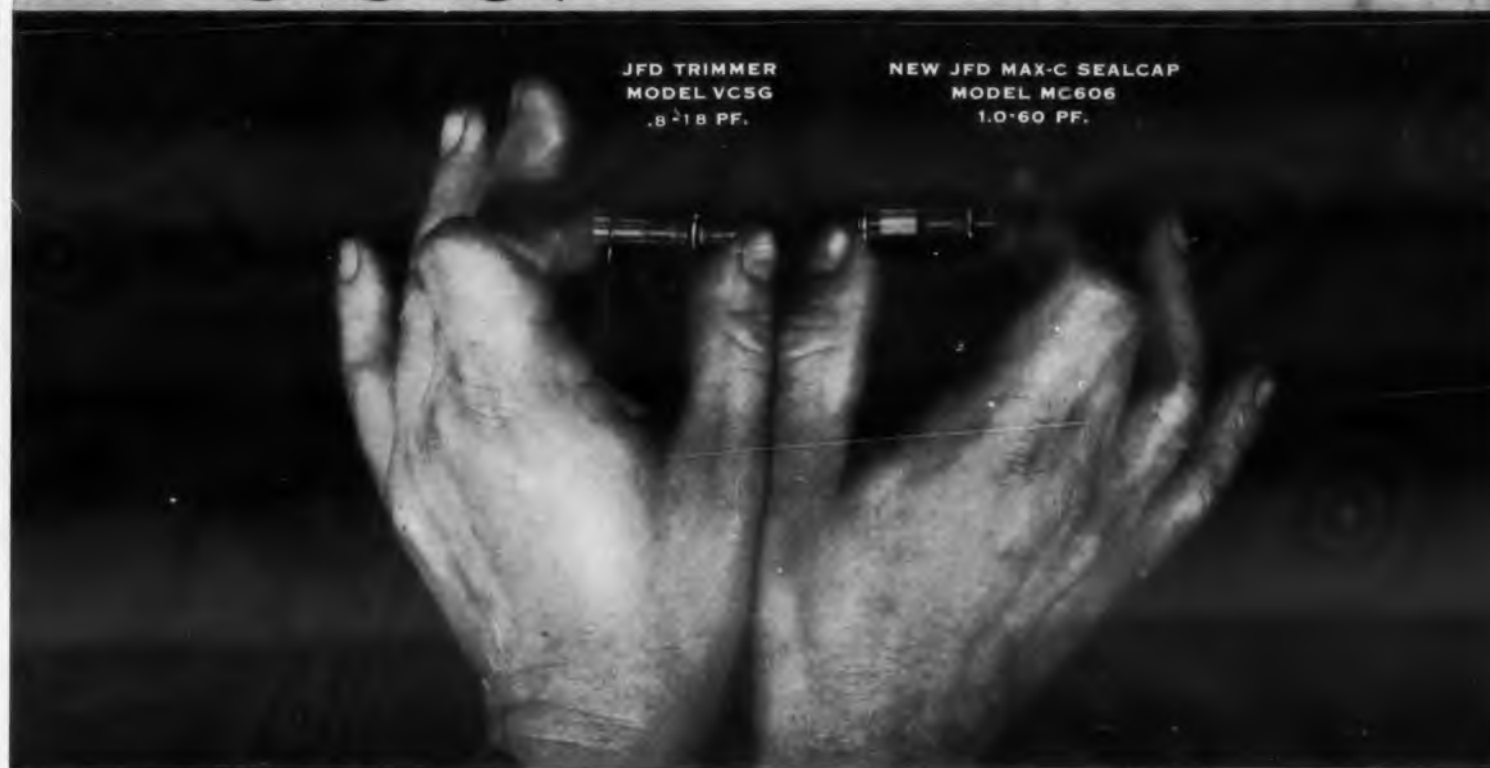 JFD TRIMMER
MODEL VC5G
.8-18 PF.
NEW JFD MAX-C SEALCAP
MODEL MC606
1.0-60 PF.